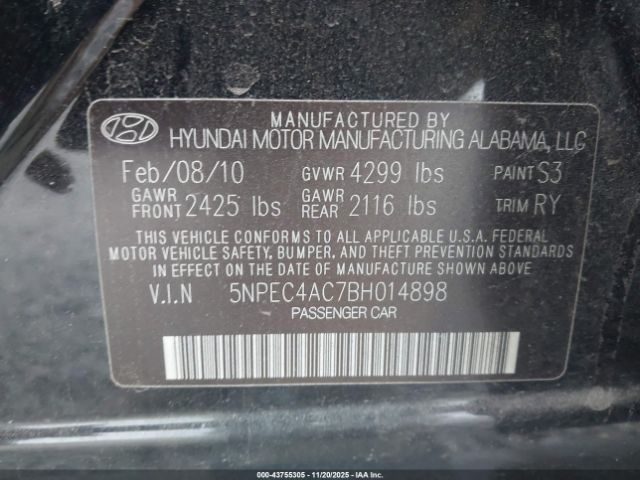 MANUFACTURED BY
HYUNDAI MOTOR MANUFACTURING ALABAMA, LLC
Feb/08/10 GVWR 4299 lbs PAINT S3
GAWR FRONT 2425 lbs GAWR REAR 2116 lbs TRIM RY
THIS VEHICLE CONFORMS TO ALL APPLICABLE U.S.A. FEDERAL
MOTOR VEHICLE SAFETY, BUMPER, AND THEFT PREVENTION STANDARDS
IN EFFECT ON THE DATE OF MANUFACTURE SHOWN ABOVE
V.I.N 5NPEC4AC7BH014898
PASSENGER CAR
000-43755305 - 11/20/2025 - IAAI.COM